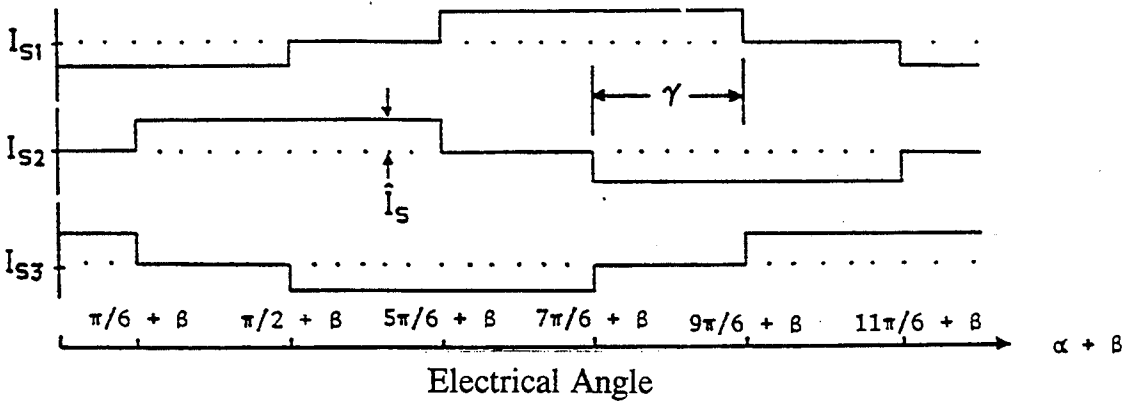 I_S1
γ
I_S2
Î_S
I_S3
π/6 + β π/2 + β 5π/6 + β 7π/6 + β 9π/6 + β 11π/6 + β
α + β
Electrical Angle